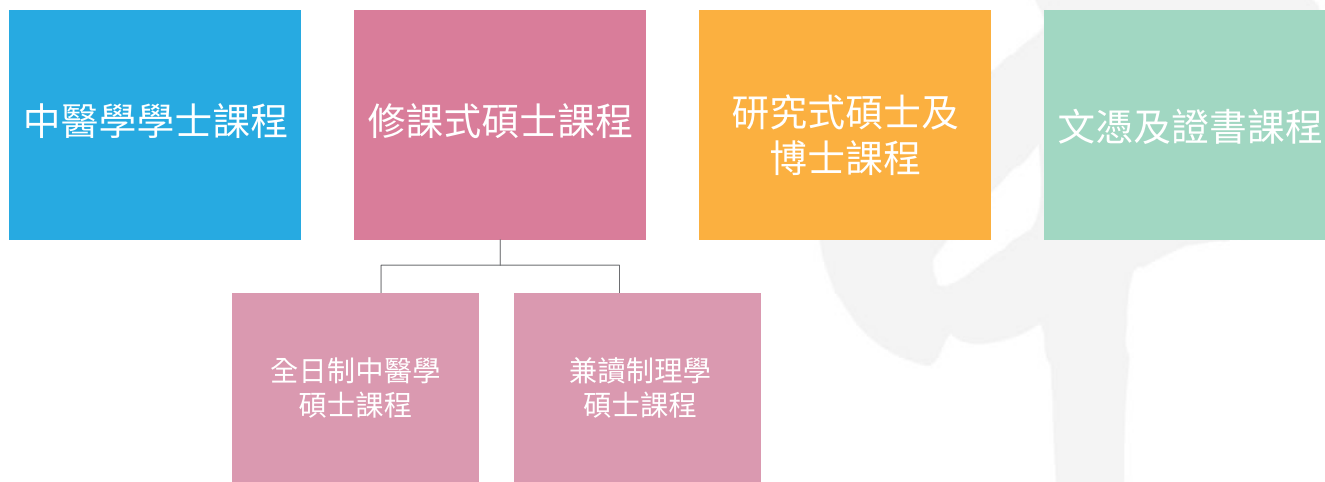 中醫學學士課程
修課式碩士課程
研究式碩士及
博士課程
文憑及證書課程
全日制中醫學
碩士課程
兼讀制理學
碩士課程